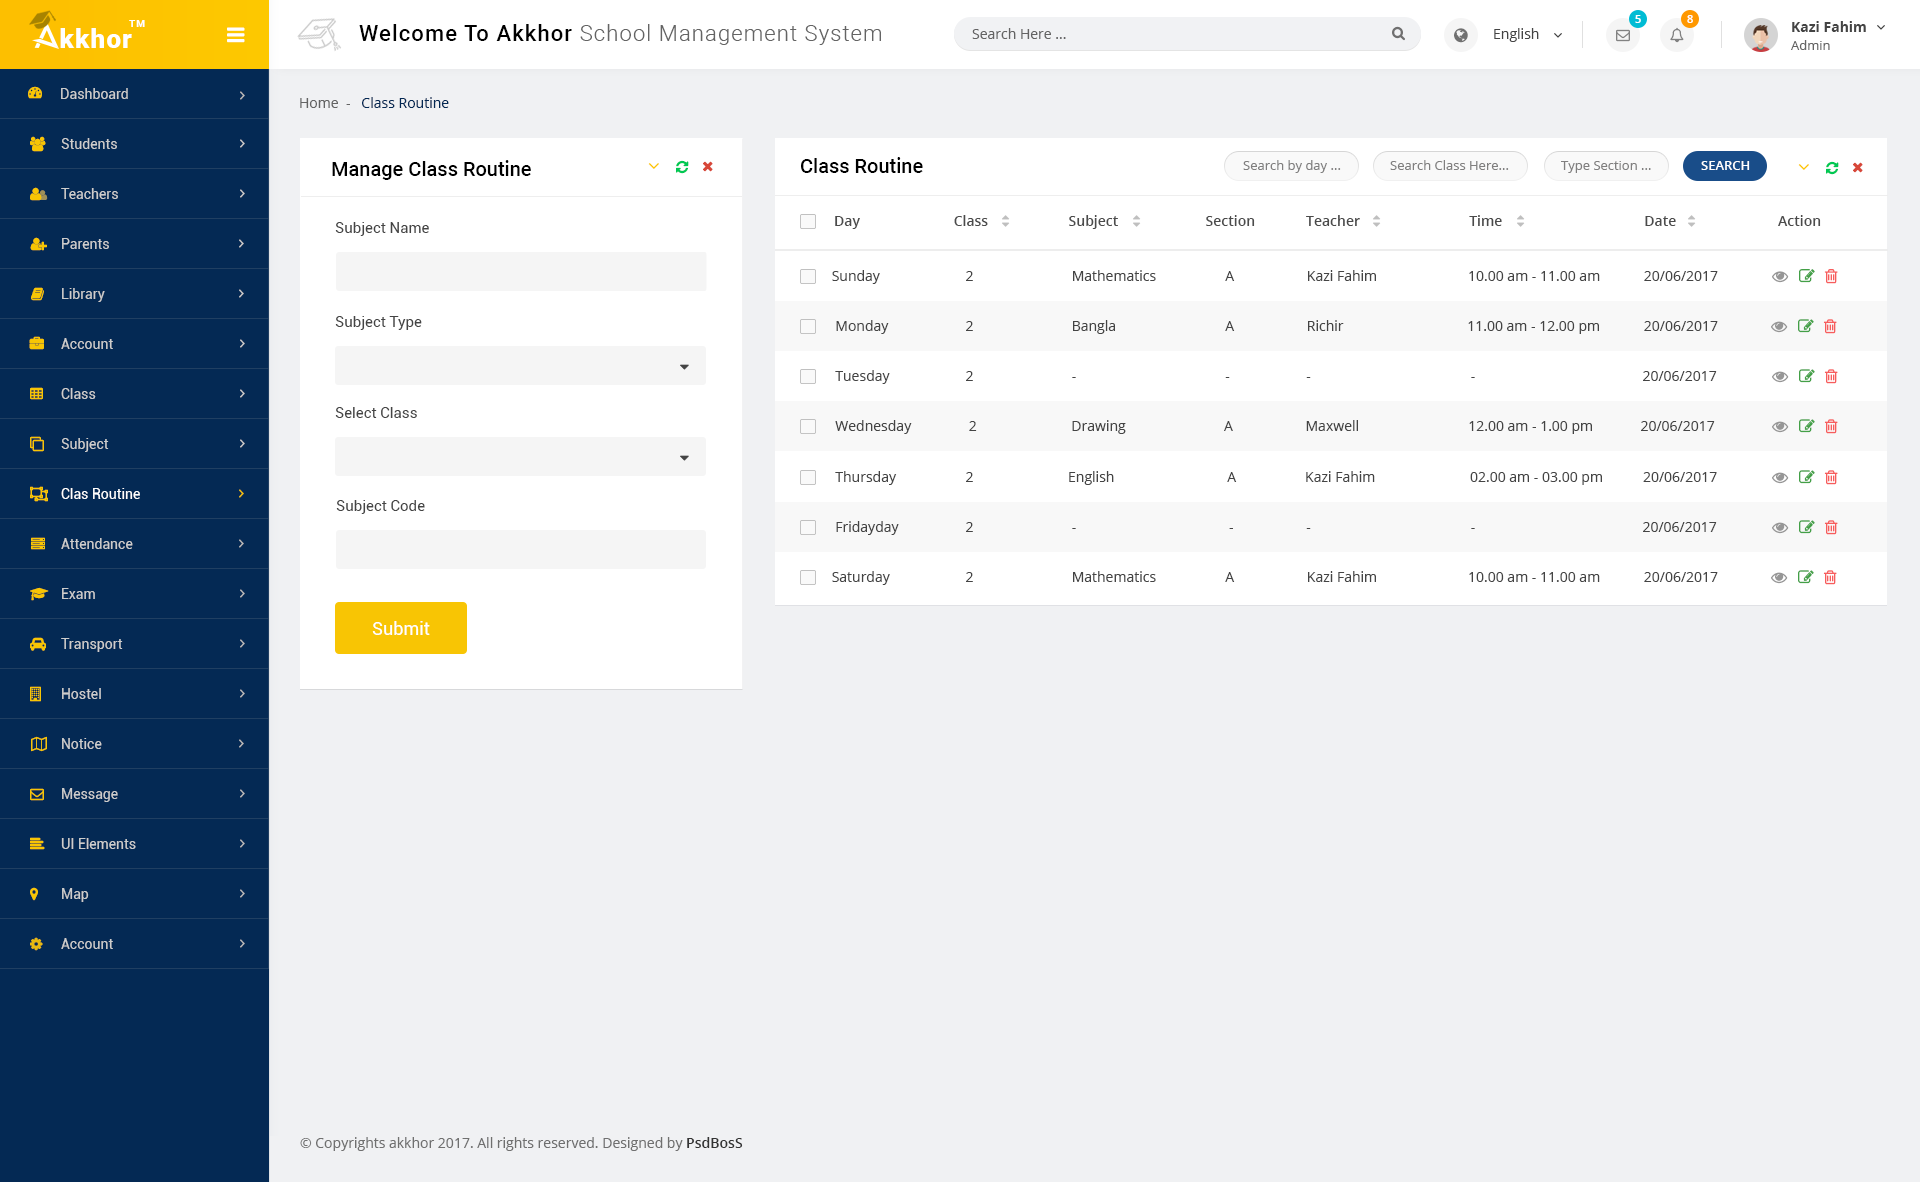 Akkhor TM
Welcome To Akkhor School Management System
Search Here ...
English
5
8
Kazi Fahim
Admin
Dashboard
Students
Teachers
Parents
Library
Account
Class
Subject
Clas Routine
Attendance
Exam
Transport
Hostel
Notice
Message
UI Elements
Map
Account
Home - Class Routine
Manage Class Routine
Subject Name
Subject Type
Select Class
Subject Code
Submit
Class Routine
Search by day ... Search Class Here... Type Section ... SEARCH
Day Class Subject Section Teacher Time Date Action
Sunday 2 Mathematics A Kazi Fahim 10.00 am - 11.00 am 20/06/2017
Monday 2 Bangla A Richir 11.00 am - 12.00 pm 20/06/2017
Tuesday 2 - - - - 20/06/2017
Wednesday 2 Drawing A Maxwell 12.00 am - 1.00 pm 20/06/2017
Thursday 2 English A Kazi Fahim 02.00 am - 03.00 pm 20/06/2017
Fridayday 2 - - - - 20/06/2017
Saturday 2 Mathematics A Kazi Fahim 10.00 am - 11.00 am 20/06/2017
© Copyrights akkhor 2017. All rights reserved. Designed by PsdBosS